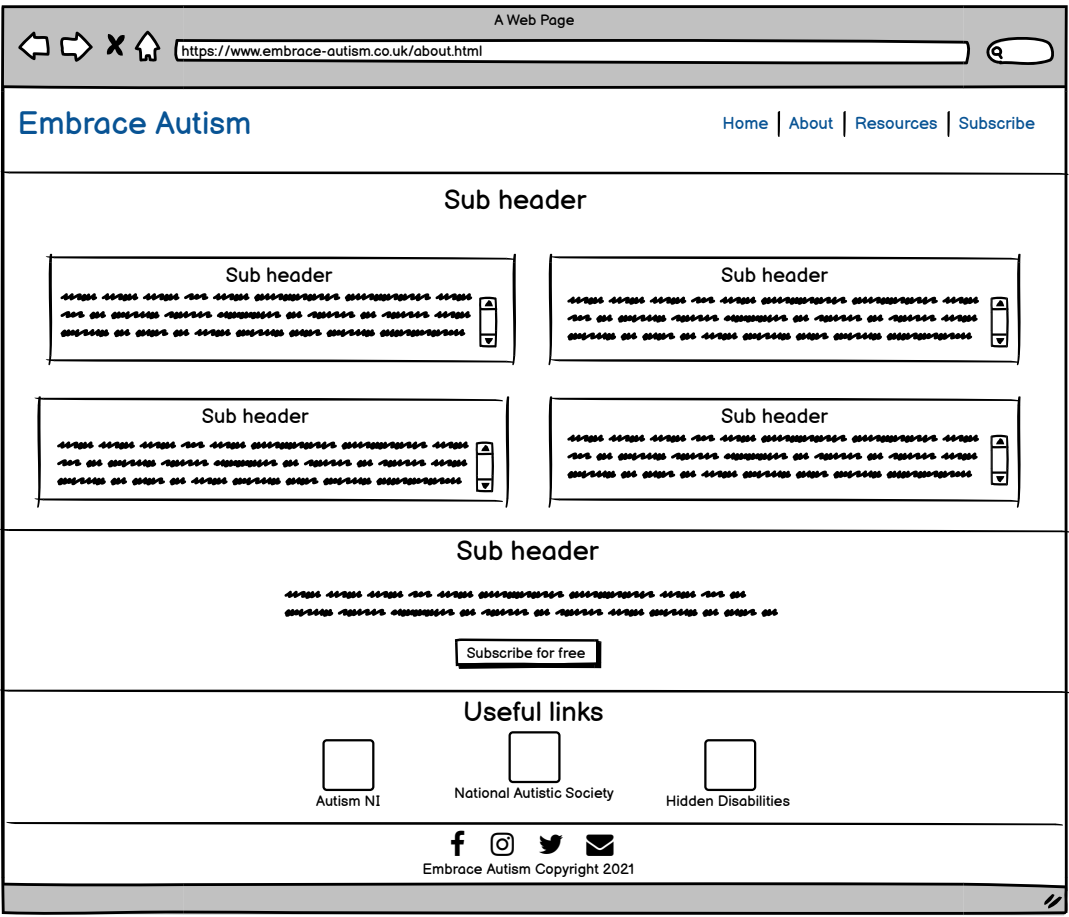 A Web Page
https://www.embrace-autism.co.uk/about.html
Embrace Autism
Home | About | Resources | Subscribe
Sub header
Sub header
Sub header
Sub header
Sub header
Sub header
Subscribe for free
Useful links
Autism NI
National Autistic Society
Hidden Disabilities
Embrace Autism Copyright 2021